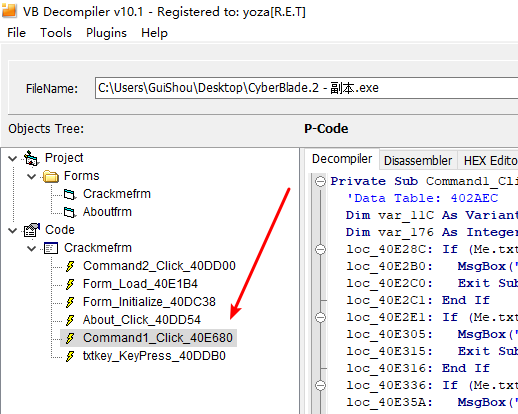 VB Decompiler v10.1 - Registered to: yoza[R.E.T]
File Tools Plugins Help
FileName: C:\Users\GuiShou\Desktop\CyberBlade.2 - 副本.exe
Objects Tree: P-Code
Project
Forms
Crackmefrm
Aboutfrm
Code
Crackmefrm
Command2_Click_40DD00
Form_Load_40E1B4
Form_Initialize_40DC38
About_Click_40DD54
Command1_Click_40E680
txtkey_KeyPress_40DDB0
Decompiler Disassembler HEX Edito
Private Sub Command1_Cli
'Data Table: 402AEC
Dim var_11C As Variant
Dim var_176 As Integer
loc_40E28C: If (Me.txt
loc_40E2B0: MsgBox("
loc_40E2C0: Exit Sub
loc_40E2C1: End If
loc_40E2E1: If (Me.txt
loc_40E305: MsgBox("
loc_40E315: Exit Sub
loc_40E316: End If
loc_40E336: If (Me.txt
loc_40E35A: MsgBox("